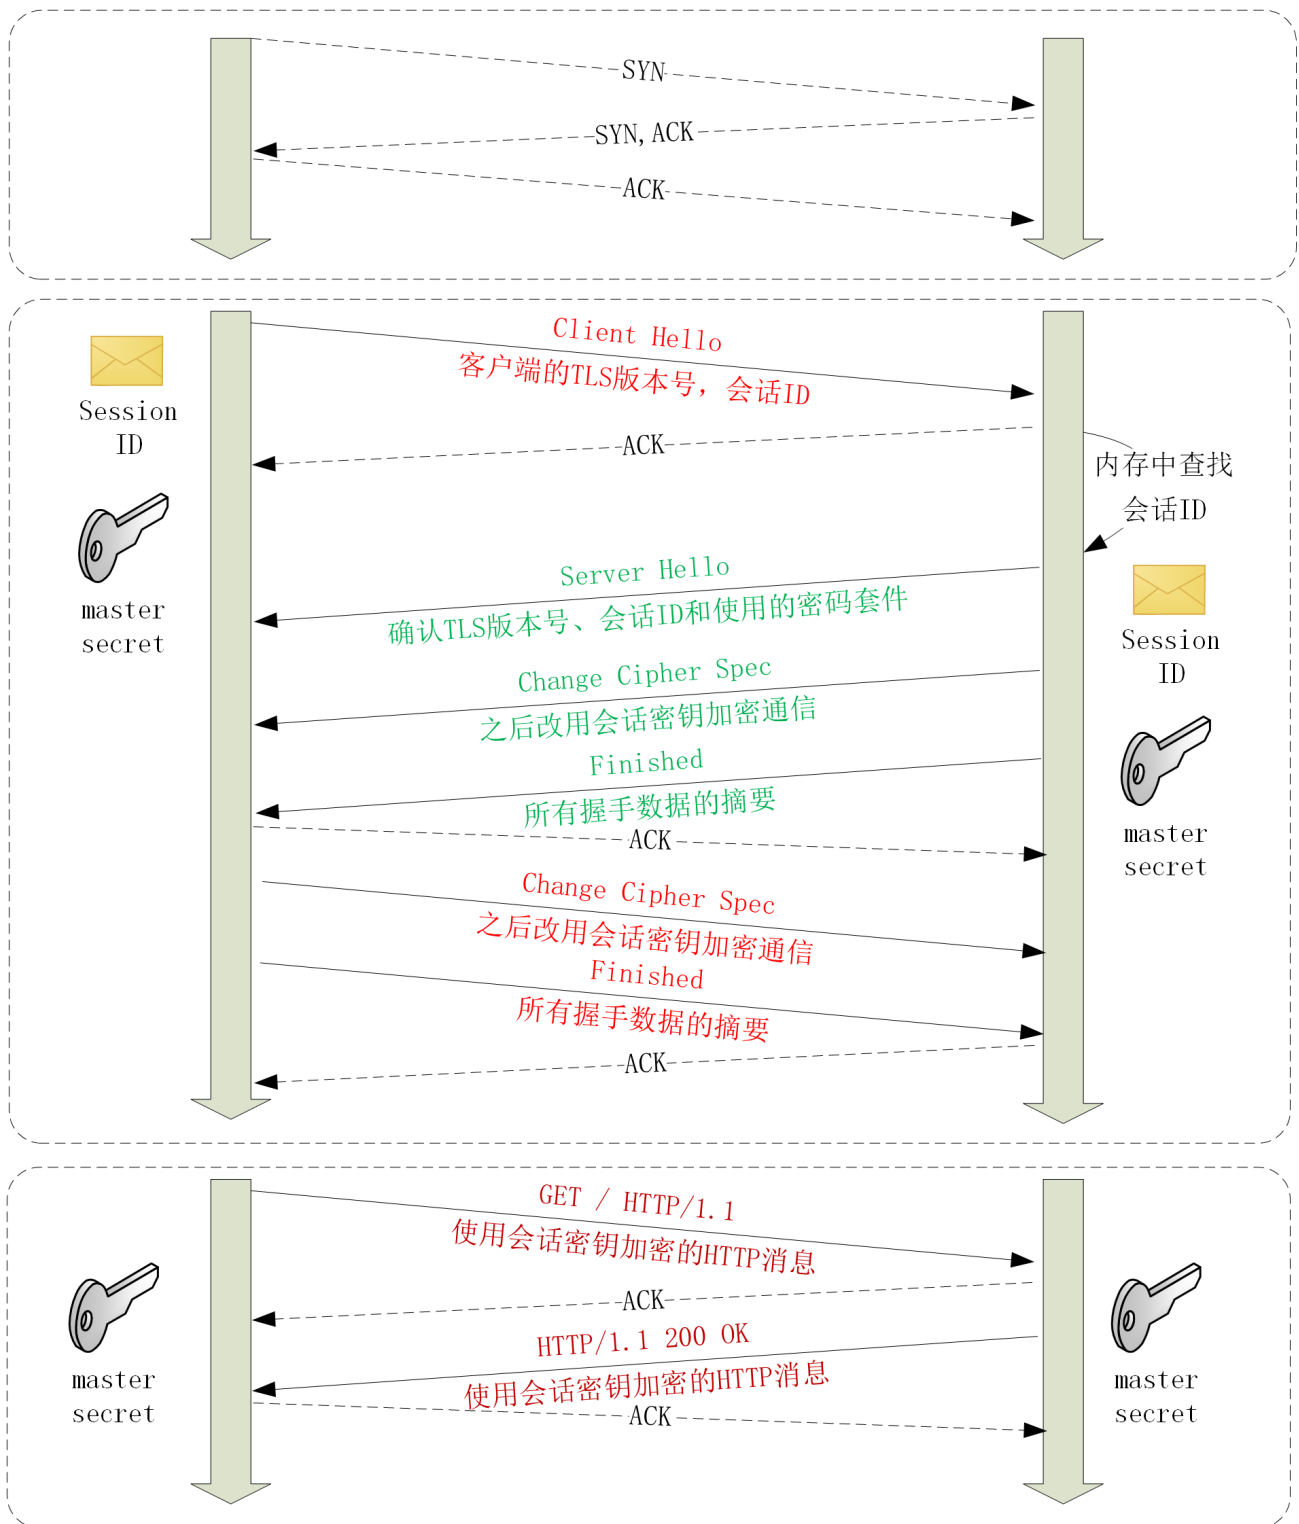 SYN
SYN,ACK
ACK
Client Hello
客户端的TLS版本号，会话ID
Session
ID
ACK
内存中查找
会话ID
master
secret
Server Hello
确认TLS版本号、会话ID和使用的密码套件
Session
ID
Change Cipher Spec
之后改用会话密钥加密通信
Finished
所有握手数据的摘要
ACK
master
secret
Change Cipher Spec
之后改用会话密钥加密通信
Finished
所有握手数据的摘要
ACK
GET / HTTP/1.1
使用会话密钥加密的HTTP消息
ACK
HTTP/1.1 200 OK
使用会话密钥加密的HTTP消息
ACK
master
secret
master
secret